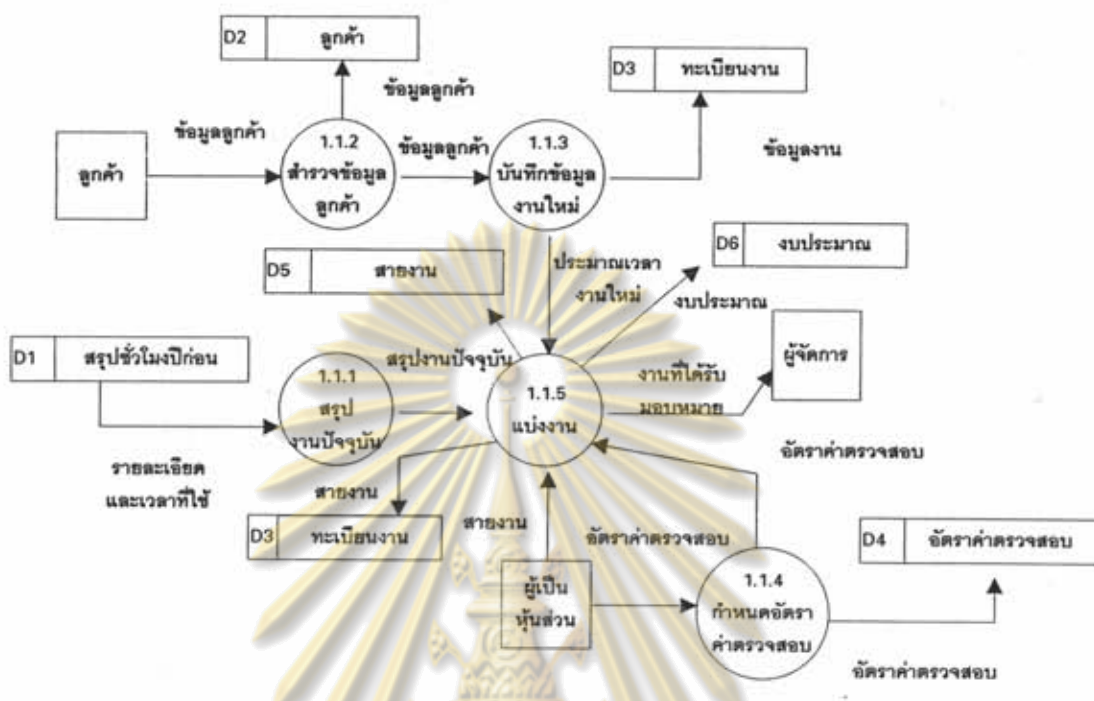 D2 ลูกค้า
D3 ทะเบียนงาน
ข้อมูลลูกค้า
ข้อมูลลูกค้า
ข้อมูลลูกค้า
ข้อมูลงาน
ลูกค้า
1.1.2
สำรวจข้อมูล
ลูกค้า
1.1.3
บันทึกข้อมูล
งานใหม่
D5 สายงาน
ประมาณเวลา
งานใหม่
D6 งบประมาณ
งบประมาณ
D1 สรุปชั่วโมงปีก่อน
สรุปงานปัจจุบัน
1.1.1
สรุป
งานปัจจุบัน
1.1.5
แบ่งงาน
งานที่ได้รับ
มอบหมาย
ผู้จัดการ
รายละเอียด
และเวลาที่ใช้
สายงาน
D3 ทะเบียนงาน
สายงาน
อัตราค่าตรวจสอบ
อัตราค่าตรวจสอบ
D4 อัตราค่าตรวจสอบ
ผู้เป็น
หุ้นส่วน
1.1.4
กำหนดอัตรา
ค่าตรวจสอบ
อัตราค่าตรวจสอบ